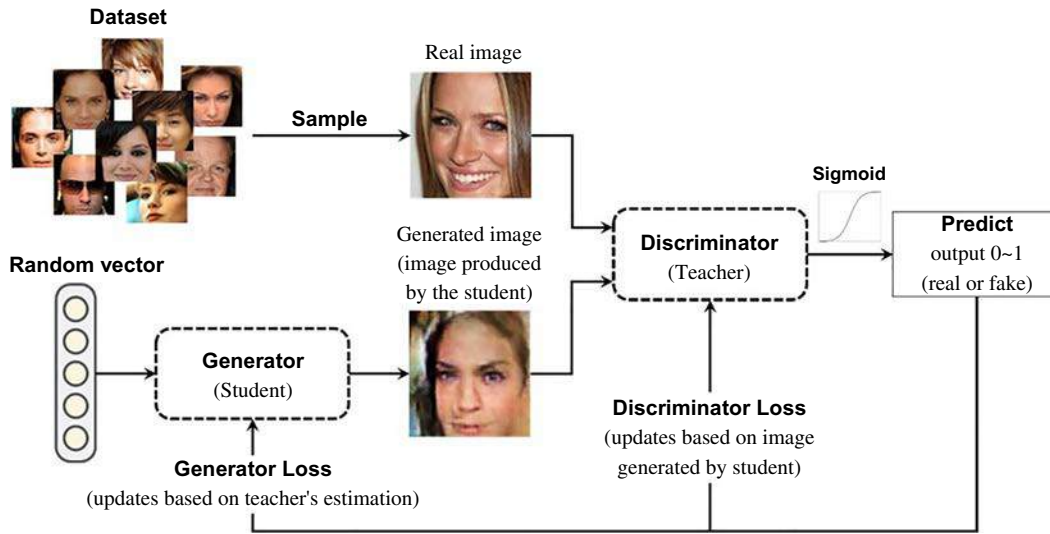 Dataset
Real image
Sample
Sigmoid
Generated image
(image produced
by the student)
Discriminator
(Teacher)
Predict
output 0~1
(real or fake)
Random vector
Generator
(Student)
Discriminator Loss
(updates based on image
generated by student)
Generator Loss
(updates based on teacher's estimation)